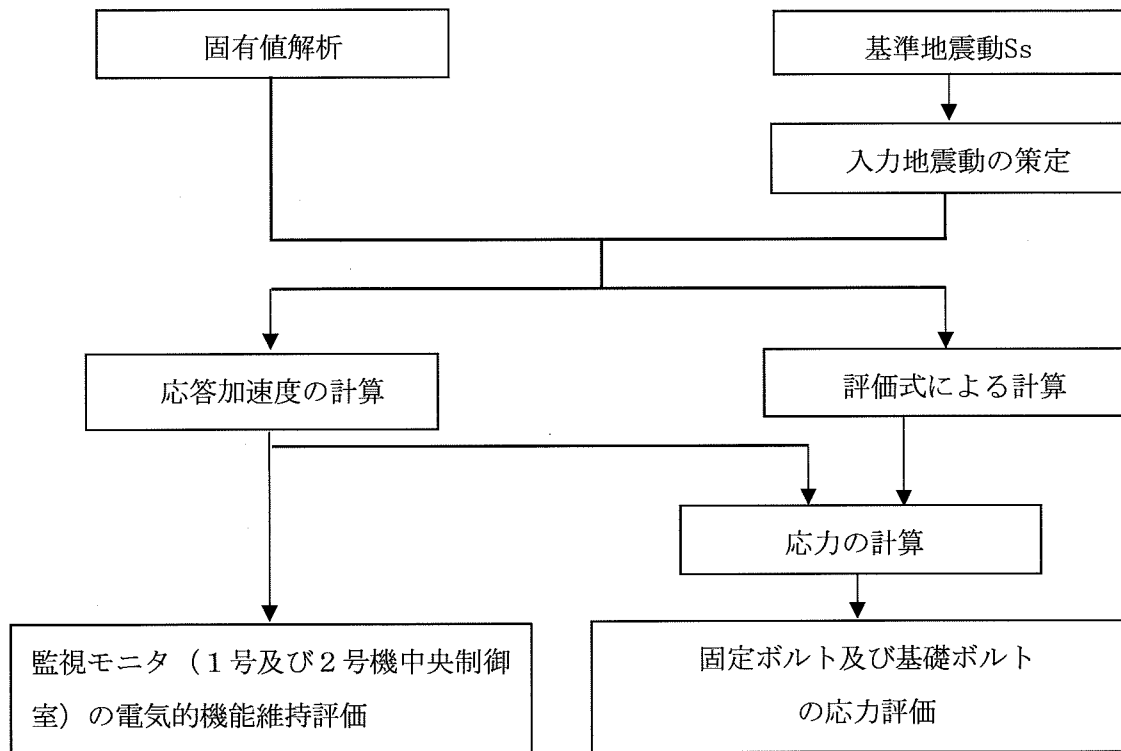 固有値解析
基準地震動Ss
入力地震動の策定
応答加速度の計算
評価式による計算
応力の計算
監視モニタ（１号及び２号機中央制御
室）の電気的機能維持評価
固定ボルト及び基礎ボルト
の応力評価